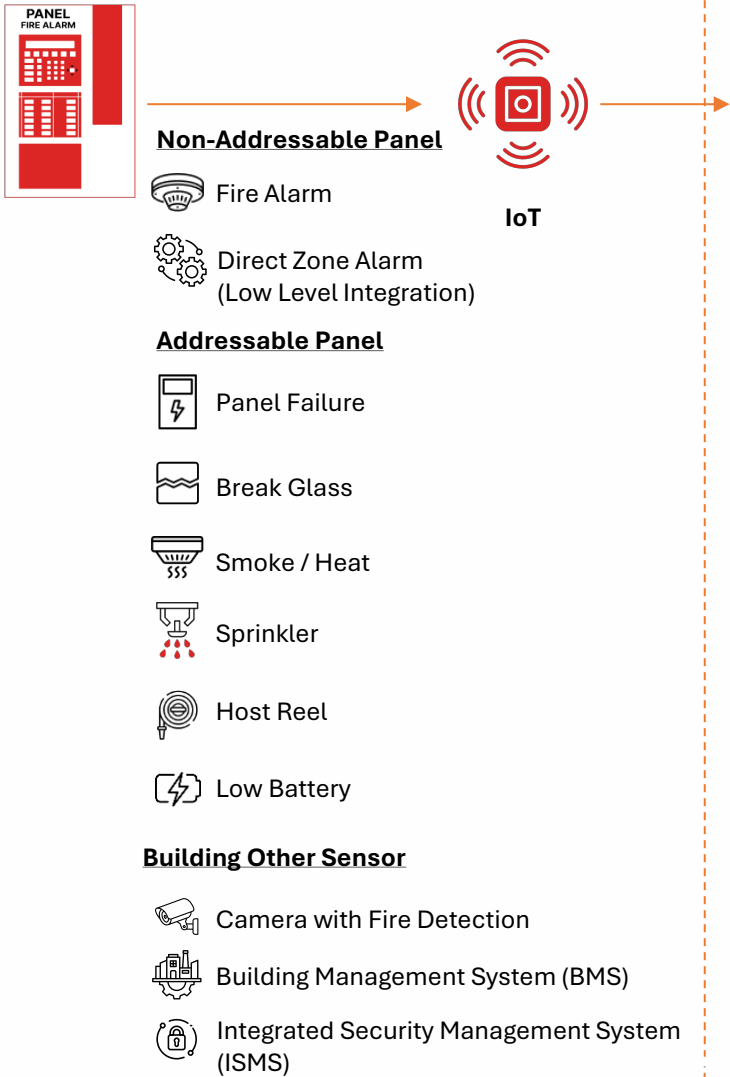 PANEL
FIRE ALARM
Non-Addressable Panel
Fire Alarm
IoT
Direct Zone Alarm
(Low Level Integration)
Addressable Panel
Panel Failure
Break Glass
Smoke / Heat
Sprinkler
Host Reel
Low Battery
Building Other Sensor
Camera with Fire Detection
Building Management System (BMS)
Integrated Security Management System
(ISMS)